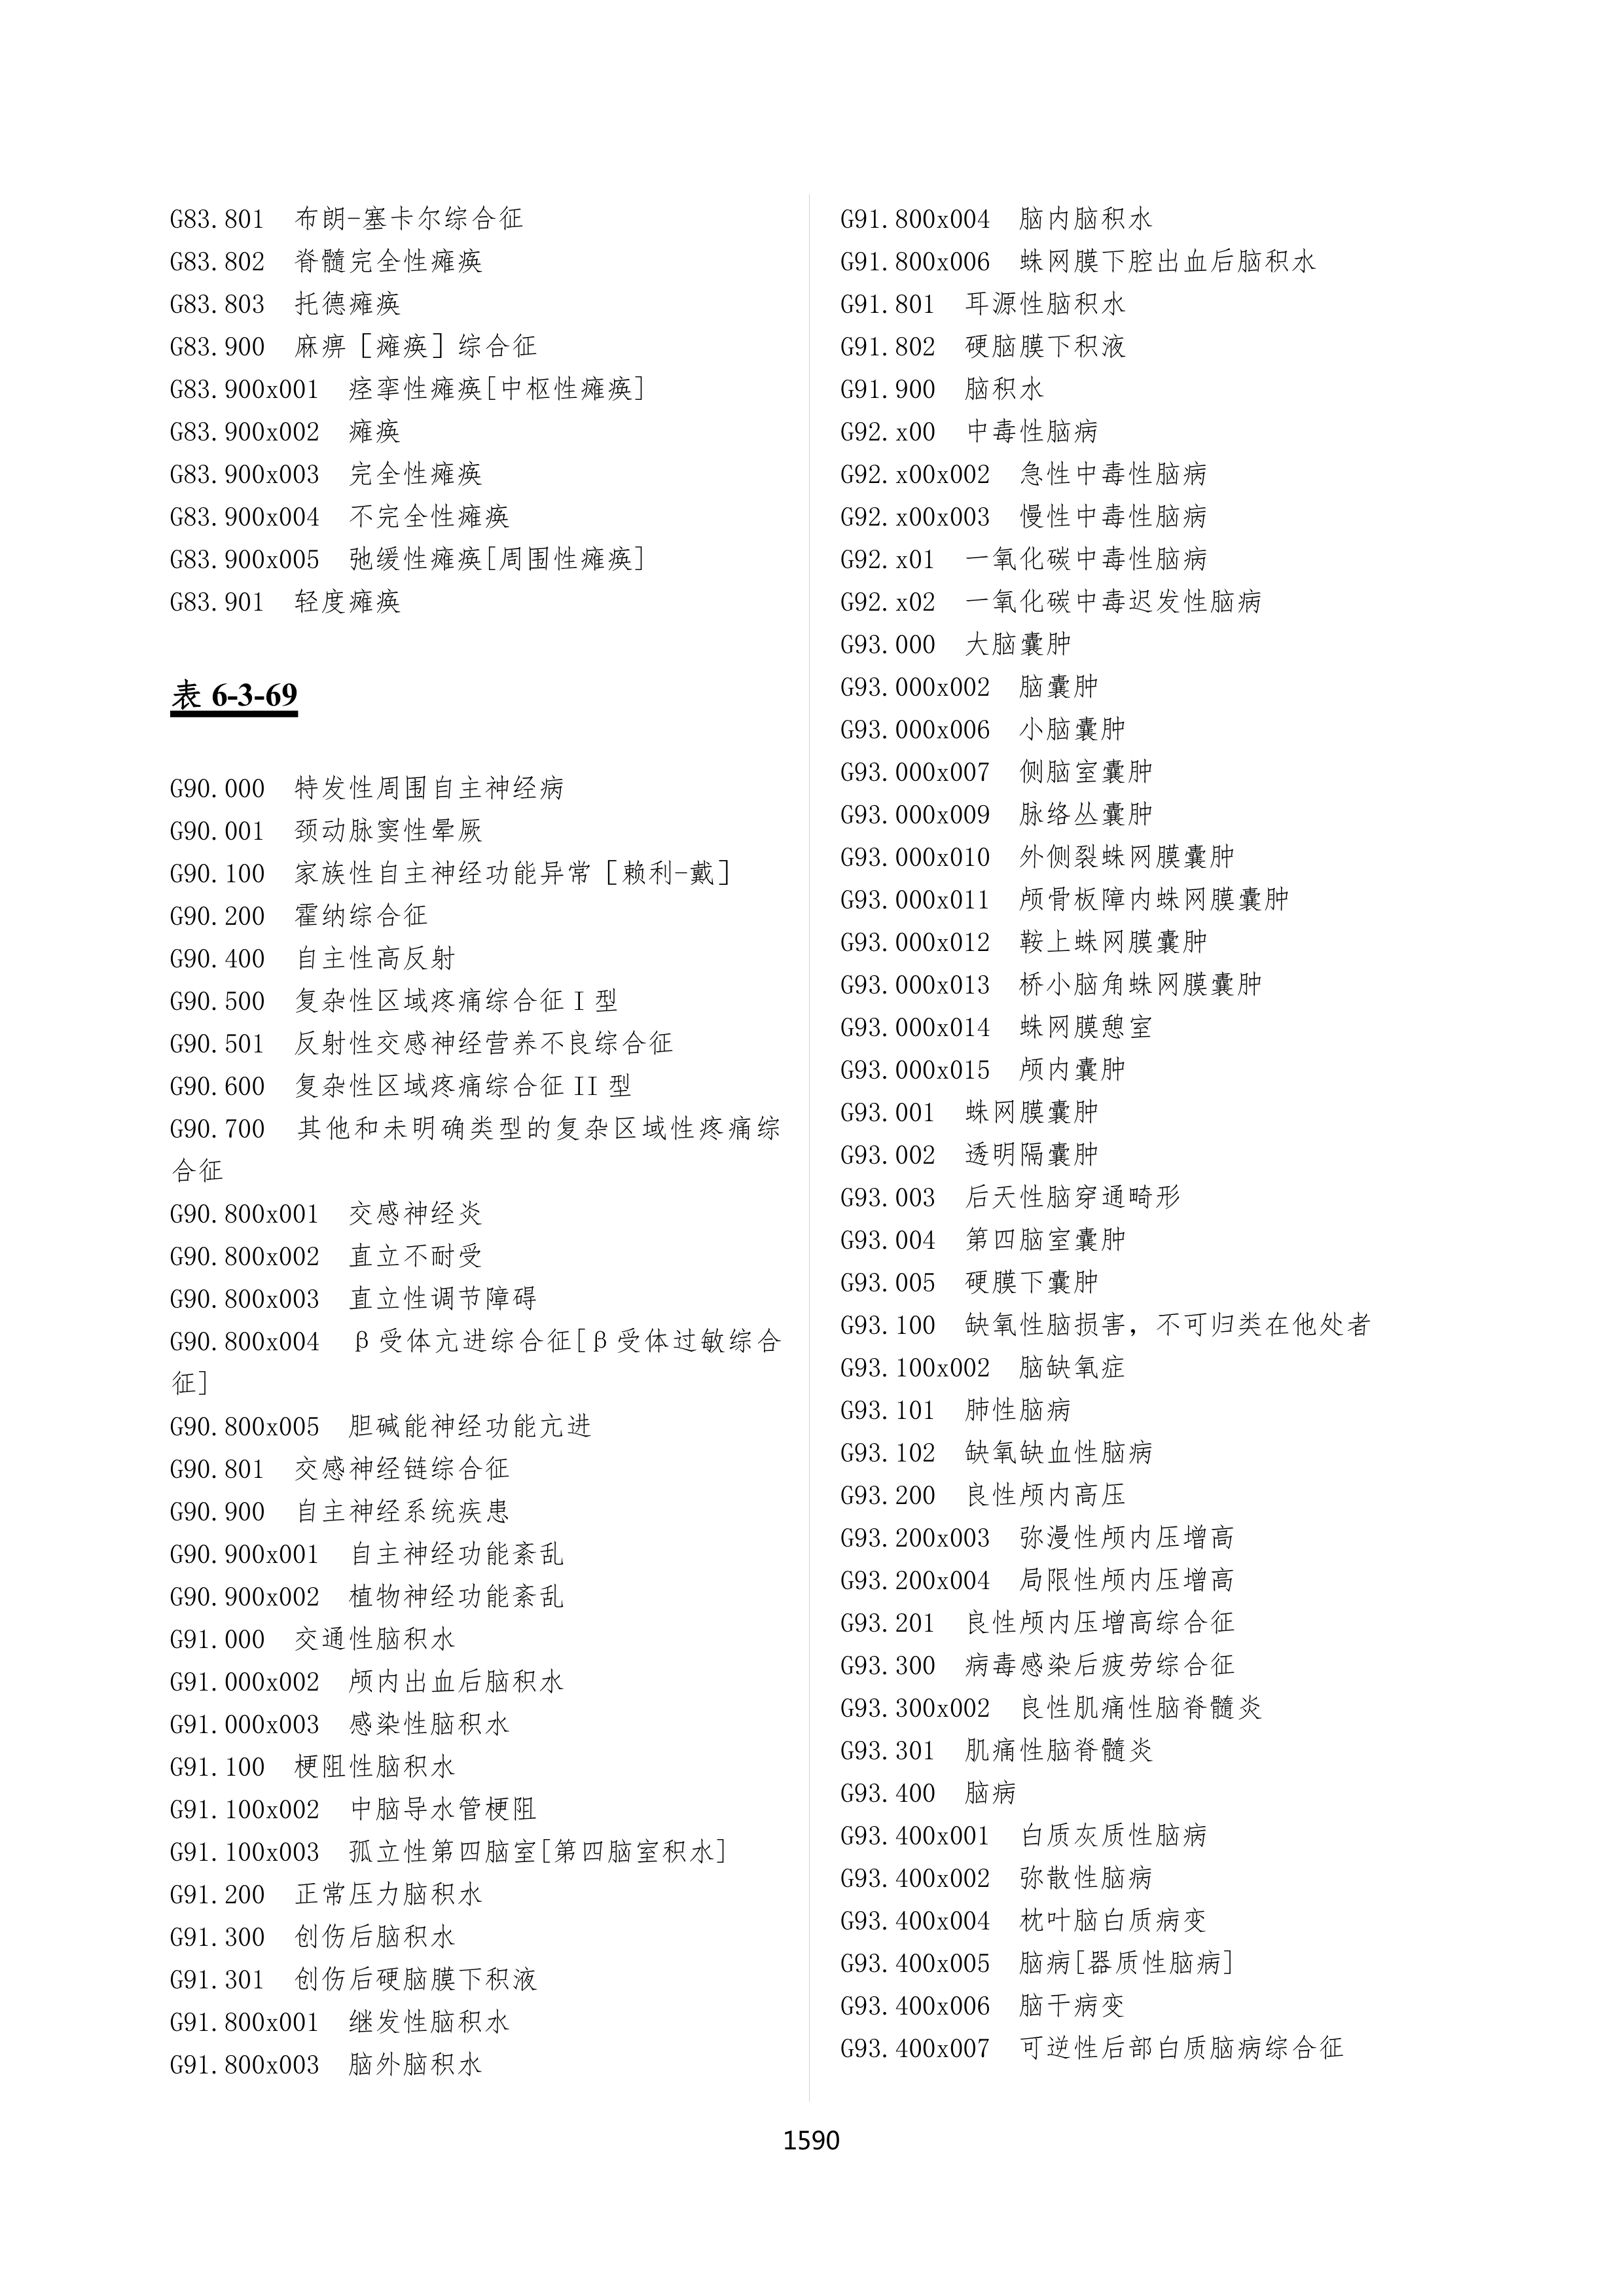 G83.801 布朗-塞卡尔综合征
G83.802 脊髓完全性瘫痪
G83.803 托德瘫痪
G83.900 麻痹［瘫痪］综合征
G83.900x001 痉挛性瘫痪[中枢性瘫痪]
G83.900x002 瘫痪
G83.900x003 完全性瘫痪
G83.900x004 不完全性瘫痪
G83.900x005 弛缓性瘫痪[周围性瘫痪]
G83.901 轻度瘫痪
表 6-3-69
G90.000 特发性周围自主神经病
G90.001 颈动脉窦性晕厥
G90.100 家族性自主神经功能异常［赖利-戴］
G90.200 霍纳综合征
G90.400 自主性高反射
G90.500 复杂性区域疼痛综合征 I 型
G90.501 反射性交感神经营养不良综合征
G90.600 复杂性区域疼痛综合征 II 型
G90.700 其他和未明确类型的复杂区域性疼痛综
合征
G90.800x001 交感神经炎
G90.800x002 直立不耐受
G90.800x003 直立性调节障碍
G90.800x004 β受体亢进综合征[β受体过敏综合
征]
G90.800x005 胆碱能神经功能亢进
G90.801 交感神经链综合征
G90.900 自主神经系统疾患
G90.900x001 自主神经功能紊乱
G90.900x002 植物神经功能紊乱
G91.000 交通性脑积水
G91.000x002 颅内出血后脑积水
G91.000x003 感染性脑积水
G91.100 梗阻性脑积水
G91.100x002 中脑导水管梗阻
G91.100x003 孤立性第四脑室[第四脑室积水]
G91.200 正常压力脑积水
G91.300 创伤后脑积水
G91.301 创伤后硬脑膜下积液
G91.800x001 继发性脑积水
G91.800x003 脑外脑积水
G91.800x004 脑内脑积水
G91.800x006 蛛网膜下腔出血后脑积水
G91.801 耳源性脑积水
G91.802 硬脑膜下积液
G91.900 脑积水
G92.x00 中毒性脑病
G92.x00x002 急性中毒性脑病
G92.x00x003 慢性中毒性脑病
G92.x01 一氧化碳中毒性脑病
G92.x02 一氧化碳中毒迟发性脑病
G93.000 大脑囊肿
G93.000x002 脑囊肿
G93.000x006 小脑囊肿
G93.000x007 侧脑室囊肿
G93.000x009 脉络丛囊肿
G93.000x010 外侧裂蛛网膜囊肿
G93.000x011 颅骨板障内蛛网膜囊肿
G93.000x012 鞍上蛛网膜囊肿
G93.000x013 桥小脑角蛛网膜囊肿
G93.000x014 蛛网膜憩室
G93.000x015 颅内囊肿
G93.001 蛛网膜囊肿
G93.002 透明隔囊肿
G93.003 后天性脑穿通畸形
G93.004 第四脑室囊肿
G93.005 硬膜下囊肿
G93.100 缺氧性脑损害，不可归类在他处者
G93.100x002 脑缺氧症
G93.101 肺性脑病
G93.102 缺氧缺血性脑病
G93.200 良性颅内高压
G93.200x003 弥漫性颅内压增高
G93.200x004 局限性颅内压增高
G93.201 良性颅内压增高综合征
G93.300 病毒感染后疲劳综合征
G93.300x002 良性肌痛性脑脊髓炎
G93.301 肌痛性脑脊髓炎
G93.400 脑病
G93.400x001 白质灰质性脑病
G93.400x002 弥散性脑病
G93.400x004 枕叶脑白质病变
G93.400x005 脑病[器质性脑病]
G93.400x006 脑干病变
G93.400x007 可逆性后部白质脑病综合征
1590